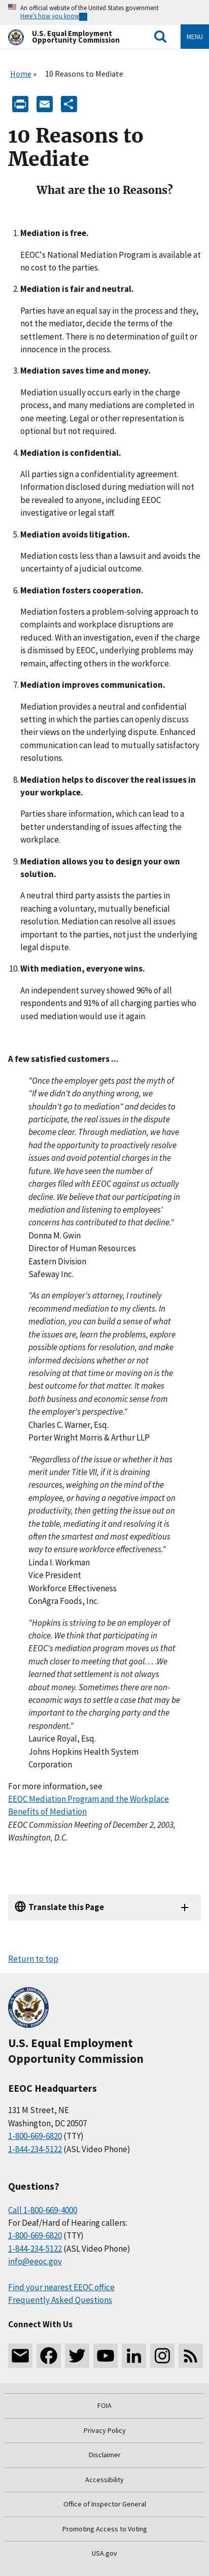 An official website of the United States government
Here's how you know
U.S. Equal Employment
Opportunity Commission
MENU
Home » 10 Reasons to Mediate
10 Reasons to
Mediate
What are the 10 Reasons?
1. Mediation is free.
EEOC's National Mediation Program is available at
no cost to the parties.
2. Mediation is fair and neutral.
Parties have an equal say in the process and they,
not the mediator, decide the terms of the
settlement. There is no determination of guilt or
innocence in the process.
3. Mediation saves time and money.
Mediation usually occurs early in the charge
process, and many mediations are completed in
one meeting. Legal or other representation is
optional but not required.
4. Mediation is confidential.
All parties sign a confidentiality agreement.
Information disclosed during mediation will not
be revealed to anyone, including EEOC
investigative or legal staff.
5. Mediation avoids litigation.
Mediation costs less than a lawsuit and avoids the
uncertainty of a judicial outcome.
6. Mediation fosters cooperation.
Mediation fosters a problem-solving approach to
complaints and workplace disruptions are
reduced. With an investigation, even if the charge
is dismissed by EEOC, underlying problems may
remain, affecting others in the workforce.
7. Mediation improves communication.
Mediation provides a neutral and confidential
setting where the parties can openly discuss
their views on the underlying dispute. Enhanced
communication can lead to mutually satisfactory
resolutions.
8. Mediation helps to discover the real issues in
your workplace.
Parties share information, which can lead to a
better understanding of issues affecting the
workplace.
9. Mediation allows you to design your own
solution.
A neutral third party assists the parties in
reaching a voluntary, mutually beneficial
resolution. Mediation can resolve all issues
important to the parties, not just the underlying
legal dispute.
10. With mediation, everyone wins.
An independent survey showed 96% of all
respondents and 91% of all charging parties who
used mediation would use it again.
A few satisfied customers ...
"Once the employer gets past the myth of
"If we didn't do anything wrong, we
shouldn't go to mediation" and decides to
participate, the real issues in the dispute
become clear. Through mediation, we have
had the opportunity to proactively resolve
issues and avoid potential charges in the
future. We have seen the number of
charges filed with EEOC against us actually
decline. We believe that our participating in
mediation and listening to employees'
concerns has contributed to that decline."
Donna M. Gwin
Director of Human Resources
Eastern Division
Safeway Inc.
"As an employer's attorney, I routinely
recommend mediation to my clients. In
mediation, you can usually get a sense of
what the issues really are, learn the
problems, explore possible options for
resolution, and make informed decisions
on whether or not resolving at mediation is the
best outcome for that client. It makes
both business and economic sense from
the employer's perspective."
Charles C. Warner, Esq.
Porter Wright Morris & Arthur LLP
"Regardless of the issue or whether it has
merit under Title VII, if it is draining
resources, weighing on the mind of the
employee, or having a negative impact on
productivity, then getting the issue out on
the table, mediating it and resolving it is
often the smartest and most expeditious
way to ensure workforce effectiveness."
Linda I. Workman
Vice President
Workforce Effectiveness
ConAgra Foods, Inc.
"Hopkins is striving to be an employer of
choice. We think that participating in
EEOC's mediation program moves us that
much closer to meeting that goal. . . .We
learned that settlement is not always
about money. Sometimes there are non-
economic ways to settle a case that may be
important to the charging party and the
respondent."
Laurice Royal, Esq.
Johns Hopkins Health System
Corporation
For more information, see
EEOC Mediation Program and the Workplace
Benefits of Mediation
EEOC Commission Meeting of December 2, 2003,
Washington, D.C.
Translate this Page
Return to top
U.S. Equal Employment
Opportunity Commission
EEOC Headquarters
131 M Street, NE
Washington, DC 20507
1-800-669-6820 (TTY)
1-844-234-5122 (ASL Video Phone)
Questions?
Call 1-800-669-4000
For Deaf/Hard of Hearing callers:
1-800-669-6820 (TTY)
1-844-234-5122 (ASL Video Phone)
info@eeoc.gov
Find your nearest EEOC office
Frequently Asked Questions
Connect With Us
FOIA
Privacy Policy
Disclaimer
Accessibility
Office of Inspector General
Promoting Access to Voting
USA.gov